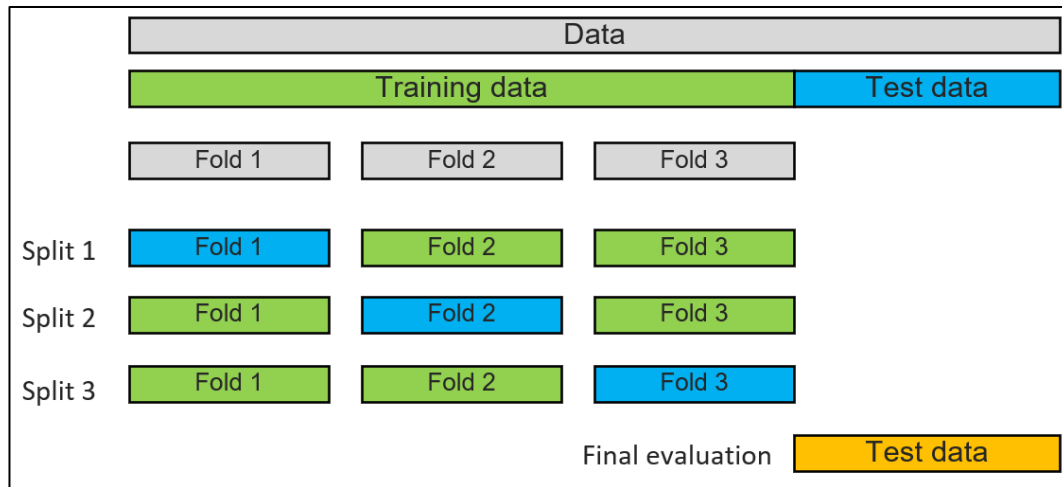 Data
Training data Test data
Fold 1 Fold 2 Fold 3
Split 1 Fold 1 Fold 2 Fold 3
Split 2 Fold 1 Fold 2 Fold 3
Split 3 Fold 1 Fold 2 Fold 3
Final evaluation Test data